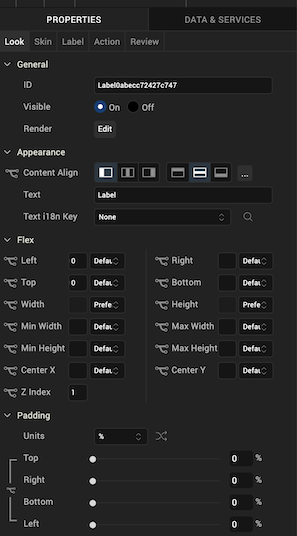 PROPERTIES DATA & SERVICES
Look Skin Label Action Review
General
ID Label0abecc72427c747
Visible On Off
Render Edit
Appearance
Content Align ...
Text Label
Text i18n Key None
Flex
Left 0 Defau Right Defau
Top 0 Defau Bottom Defau
Width Prefe Height Prefe
Min Width Defau Max Width Defau
Min Height Defau Max Height Defau
Center X Defau Center Y Defau
Z Index 1
Padding
Units %
Top 0 %
Right 0 %
Bottom 0 %
Left 0 %